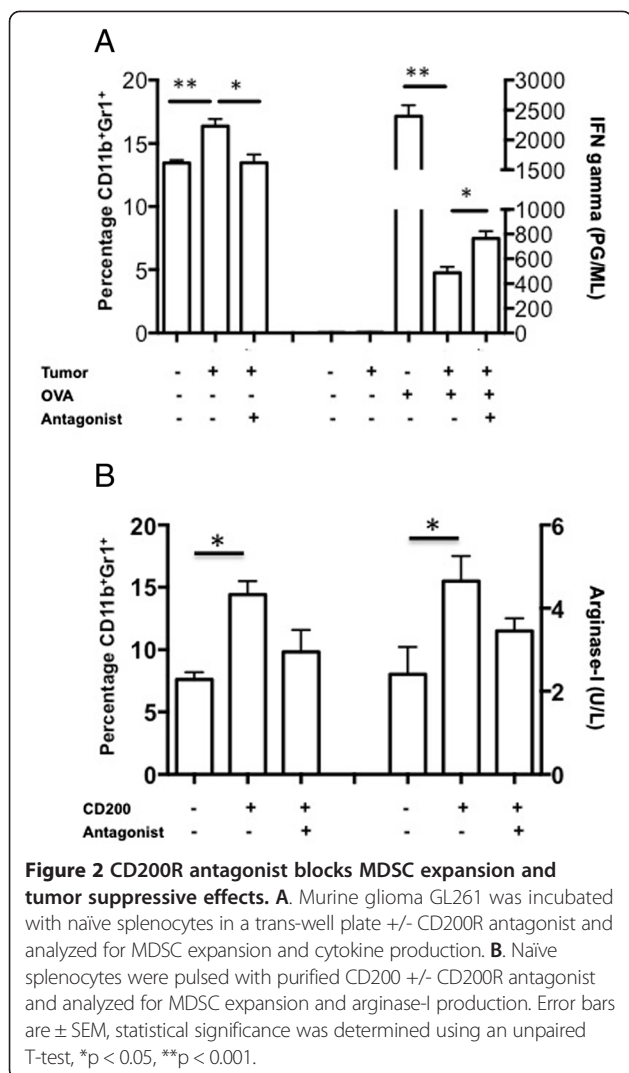 A
** * **
*
20
15
10
5
0
Percentage CD11b⁺Gr1⁺
3000
2500
2000
1500
1000
800
600
400
200
0
IFN gamma (PG/ML)
Tumor - + + - + - + +
OVA - - - - - + + +
Antagonist - - + - - - - +
B
* *
20
15
10
5
0
Percentage CD11b⁺Gr1⁺
6
4
2
0
Arginase-I (U/L)
CD200 - + + - + +
Antagonist - - + - - +
Figure 2 CD200R antagonist blocks MDSC expansion and
tumor suppressive effects. A. Murine glioma GL261 was incubated
with naïve splenocytes in a trans-well plate +/- CD200R antagonist and
analyzed for MDSC expansion and cytokine production. B. Naïve
splenocytes were pulsed with purified CD200 +/- CD200R antagonist
and analyzed for MDSC expansion and arginase-I production. Error bars
are ± SEM, statistical significance was determined using an unpaired
T-test, *p < 0.05, **p < 0.001.